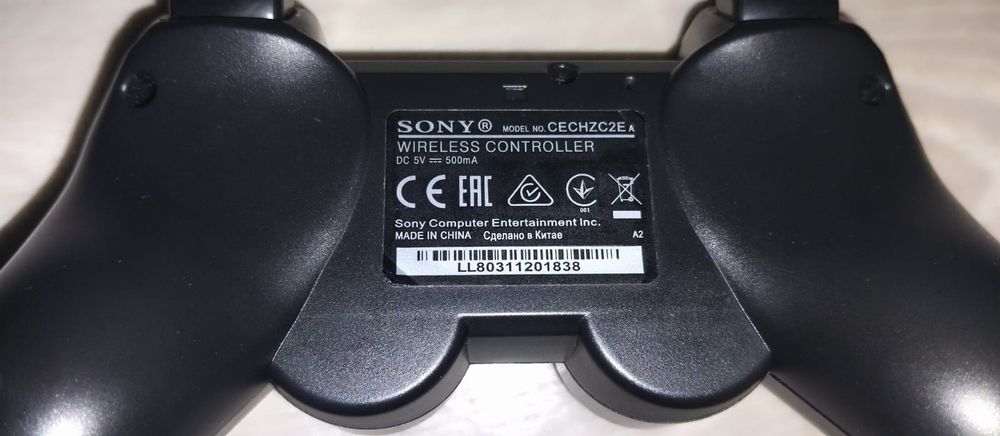 SONY® MODEL NO. CECHZC2E A
WIRELESS CONTROLLER
DC 5V ⎓ 500mA
CE EAC
001
Sony Computer Entertainment Inc.
MADE IN CHINA Сделано в Китае A2
LL80311201838